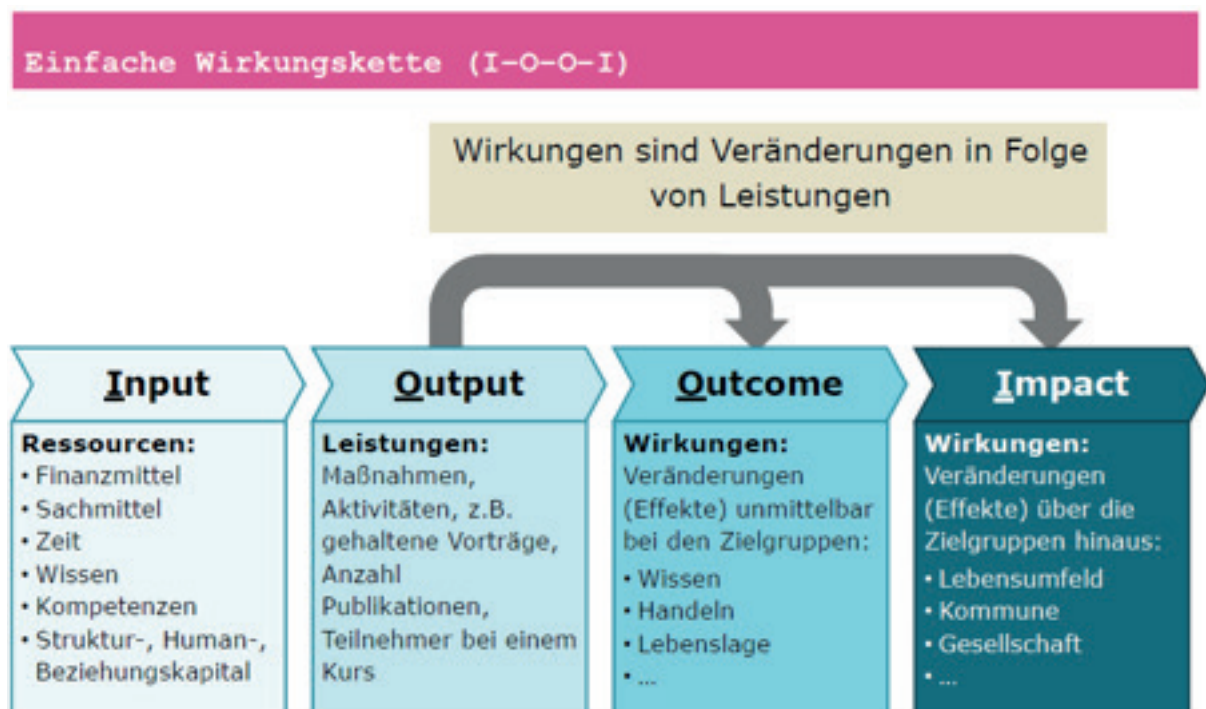 Einfache Wirkungskette (I-O-O-I)
Wirkungen sind Veränderungen in Folge
von Leistungen
Input
Ressourcen:
• Finanzmittel
• Sachmittel
• Zeit
• Wissen
• Kompetenzen
• Struktur-, Human-,
Beziehungskapital
Output
Leistungen:
Maßnahmen,
Aktivitäten, z.B.
gehaltene Vorträge,
Anzahl
Publikationen,
Teilnehmer bei einem
Kurs
Outcome
Wirkungen:
Veränderungen
(Effekte) unmittelbar
bei den Zielgruppen:
• Wissen
• Handeln
• Lebenslage
• ...
Impact
Wirkungen:
Veränderungen
(Effekte) über die
Zielgruppen hinaus:
• Lebensumfeld
• Kommune
• Gesellschaft
• ...